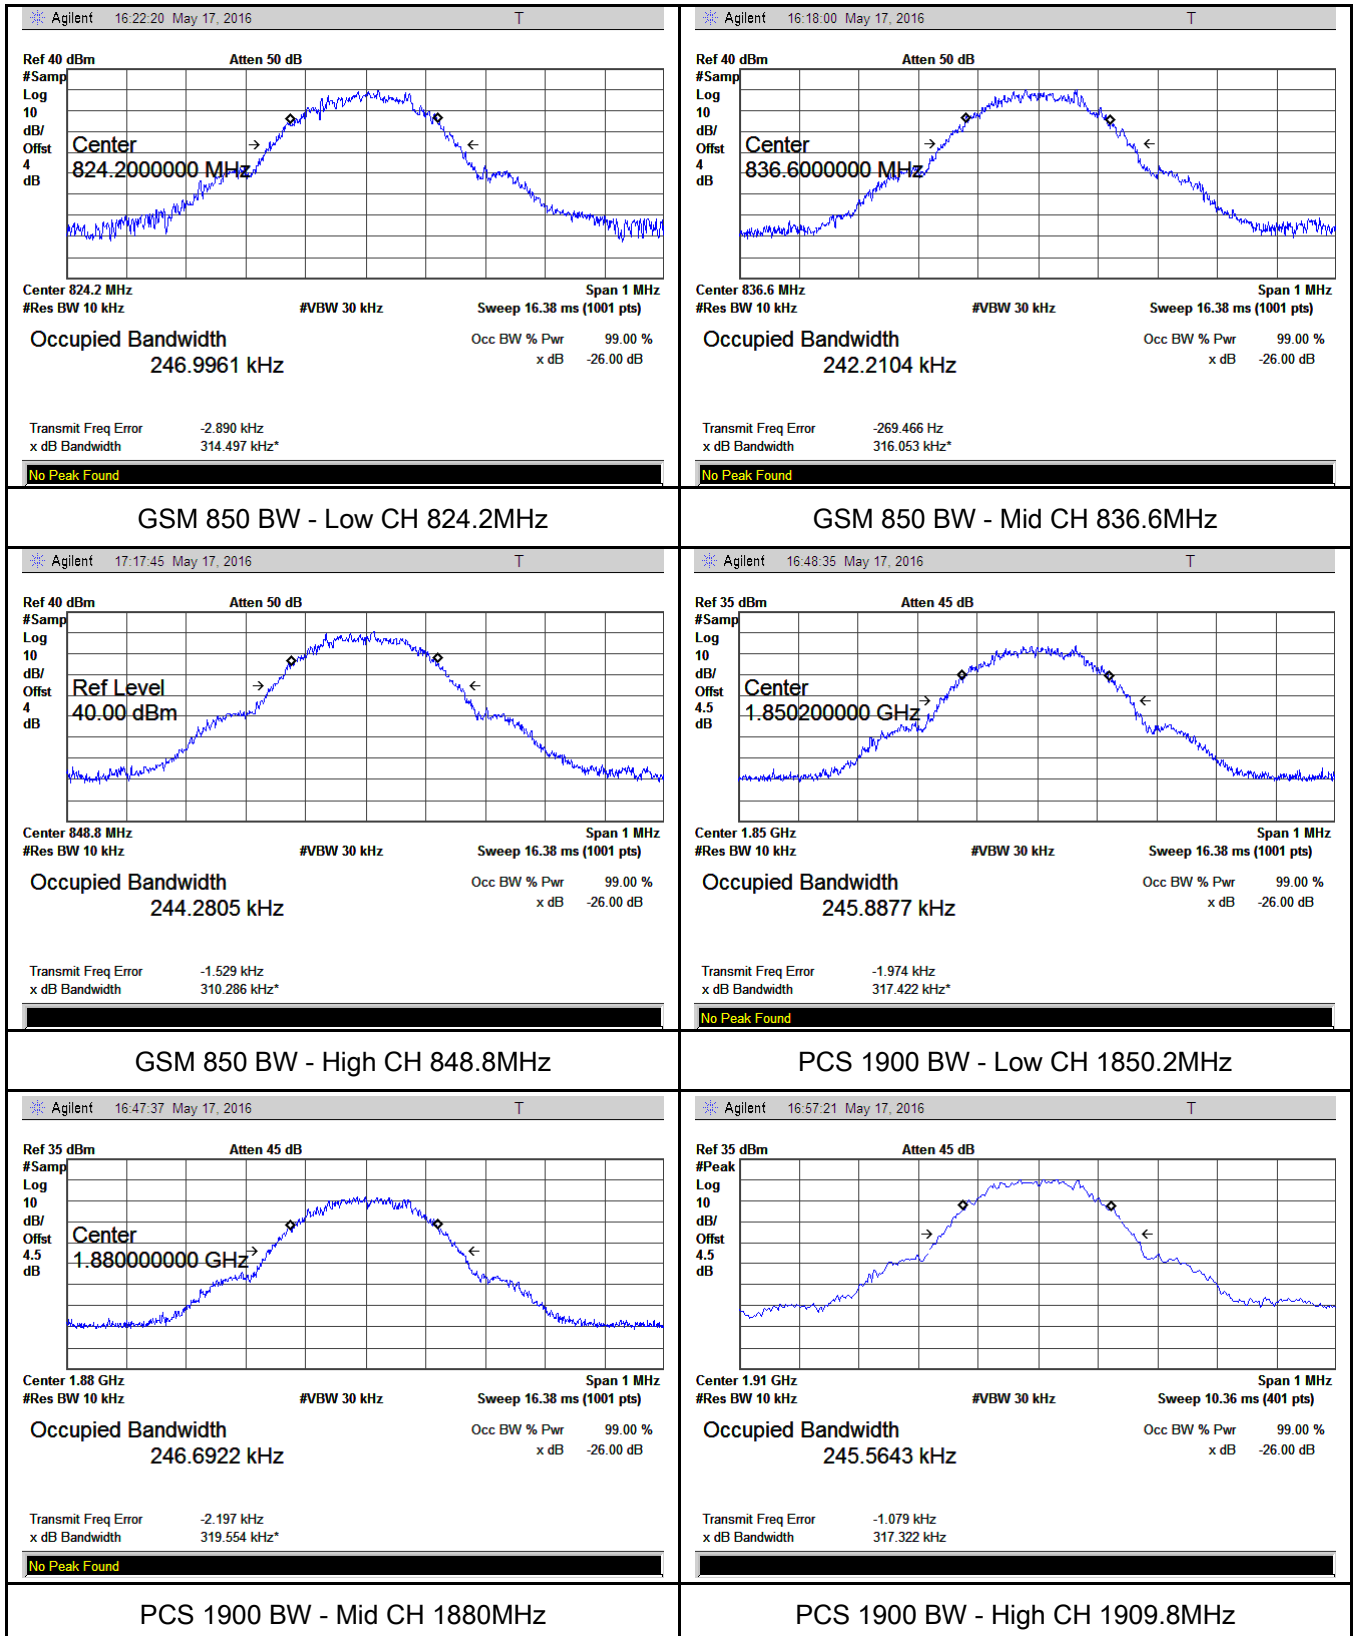 Agilent 16:22:20 May 17, 2016 T
Ref 40 dBm Atten 50 dB
#Samp
Log
10
dB/
Offst
4
dB
Center
824.2000000 MHz
Center 824.2 MHz Span 1 MHz
#Res BW 10 kHz #VBW 30 kHz Sweep 16.38 ms (1001 pts)
Occupied Bandwidth Occ BW % Pwr 99.00 %
246.9961 kHz x dB -26.00 dB
Transmit Freq Error -2.890 kHz
x dB Bandwidth 314.497 kHz*
No Peak Found
GSM 850 BW - Low CH 824.2MHz
Agilent 16:18:00 May 17, 2016 T
Ref 40 dBm Atten 50 dB
#Samp
Log
10
dB/
Offst
4
dB
Center
836.6000000 MHz
Center 836.6 MHz Span 1 MHz
#Res BW 10 kHz #VBW 30 kHz Sweep 16.38 ms (1001 pts)
Occupied Bandwidth Occ BW % Pwr 99.00 %
242.2104 kHz x dB -26.00 dB
Transmit Freq Error -269.466 Hz
x dB Bandwidth 316.053 kHz*
No Peak Found
GSM 850 BW - Mid CH 836.6MHz
Agilent 17:17:45 May 17, 2016 T
Ref 40 dBm Atten 50 dB
#Samp
Log
10
dB/
Offst
4
dB
Ref Level
40.00 dBm
Center 848.8 MHz Span 1 MHz
#Res BW 10 kHz #VBW 30 kHz Sweep 16.38 ms (1001 pts)
Occupied Bandwidth Occ BW % Pwr 99.00 %
244.2805 kHz x dB -26.00 dB
Transmit Freq Error -1.529 kHz
x dB Bandwidth 310.286 kHz*
GSM 850 BW - High CH 848.8MHz
Agilent 16:48:35 May 17, 2016 T
Ref 35 dBm Atten 45 dB
#Samp
Log
10
dB/
Offst
4.5
dB
Center
1.850200000 GHz
Center 1.85 GHz Span 1 MHz
#Res BW 10 kHz #VBW 30 kHz Sweep 16.38 ms (1001 pts)
Occupied Bandwidth Occ BW % Pwr 99.00 %
245.8877 kHz x dB -26.00 dB
Transmit Freq Error -1.974 kHz
x dB Bandwidth 317.422 kHz*
No Peak Found
PCS 1900 BW - Low CH 1850.2MHz
Agilent 16:47:37 May 17, 2016 T
Ref 35 dBm Atten 45 dB
#Samp
Log
10
dB/
Offst
4.5
dB
Center
1.880000000 GHz
Center 1.88 GHz Span 1 MHz
#Res BW 10 kHz #VBW 30 kHz Sweep 16.38 ms (1001 pts)
Occupied Bandwidth Occ BW % Pwr 99.00 %
246.6922 kHz x dB -26.00 dB
Transmit Freq Error -2.197 kHz
x dB Bandwidth 319.554 kHz*
No Peak Found
PCS 1900 BW - Mid CH 1880MHz
Agilent 16:57:21 May 17, 2016 T
Ref 35 dBm Atten 45 dB
#Peak
Log
10
dB/
Offst
4.5
dB
Center 1.91 GHz Span 1 MHz
#Res BW 10 kHz #VBW 30 kHz Sweep 10.36 ms (401 pts)
Occupied Bandwidth Occ BW % Pwr 99.00 %
245.5643 kHz x dB -26.00 dB
Transmit Freq Error -1.079 kHz
x dB Bandwidth 317.322 kHz
PCS 1900 BW - High CH 1909.8MHz